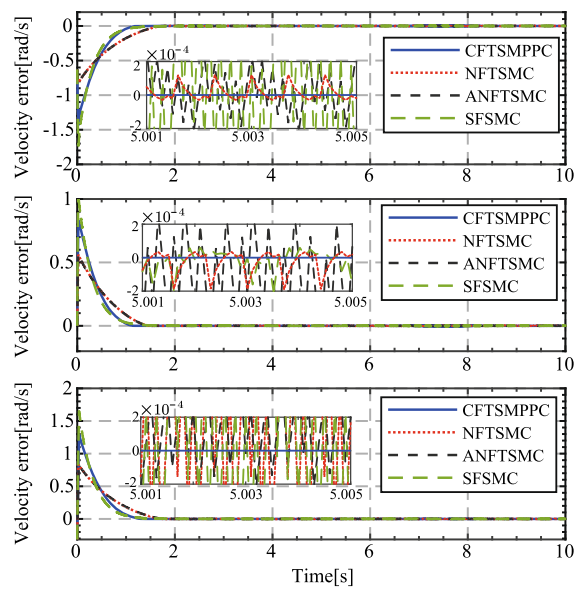 Velocity error[rad/s]
0
-0.5
-1
-1.5
-2
0 2 4 6 8 10
×10⁻⁴
2
0
-2
5.001 5.003 5.005
CFTSMPPC
NFTSMC
ANFTSMC
SFSMC
Velocity error[rad/s]
1
0.5
0
0 2 4 6 8 10
×10⁻⁴
2
0
-2
5.001 5.003 5.005
CFTSMPPC
NFTSMC
ANFTSMC
SFSMC
Velocity error[rad/s]
2
1.5
1
0.5
0
0 2 4 6 8 10
×10⁻⁴
2
0
-2
5.001 5.003 5.005
CFTSMPPC
NFTSMC
ANFTSMC
SFSMC
Time[s]